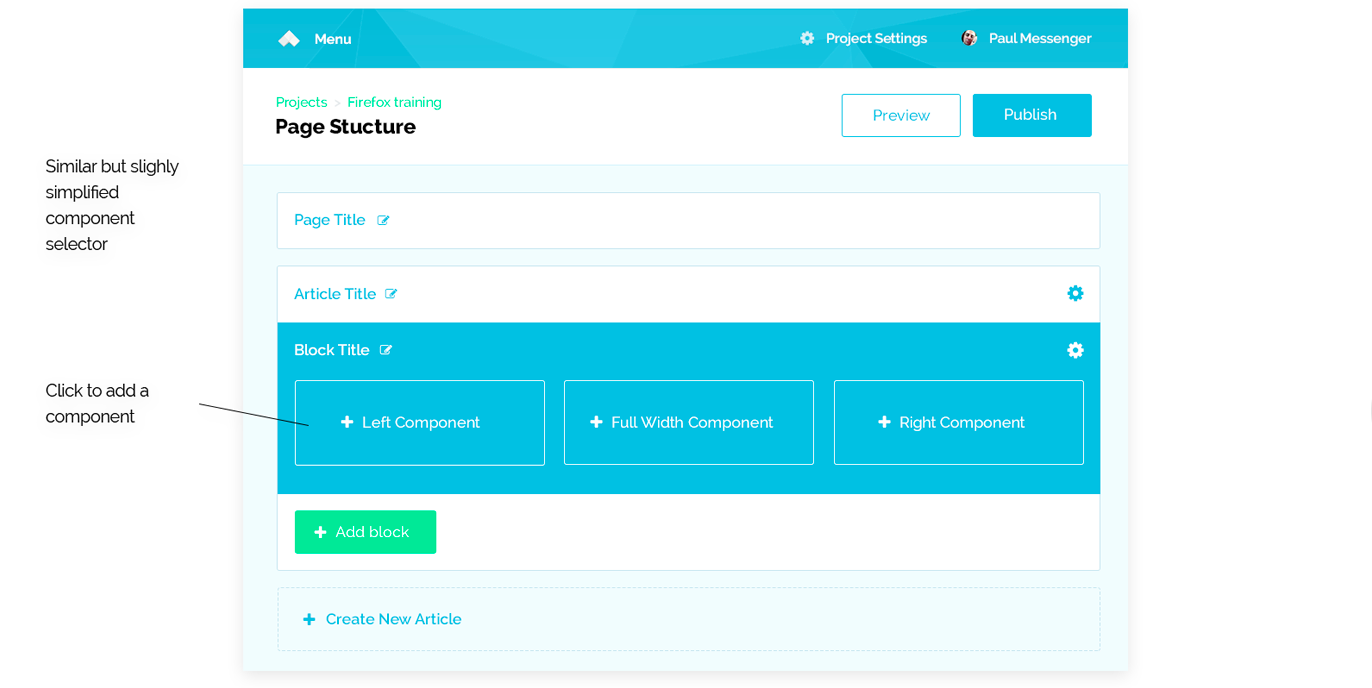 Menu
Project Settings
Paul Messenger
Projects > Firefox training
Page Stucture
Preview
Publish
Similar but slighly
simplified
component
selector
Page Title
Article Title
Block Title
Click to add a
component
+ Left Component
+ Full Width Component
+ Right Component
+ Add block
+ Create New Article